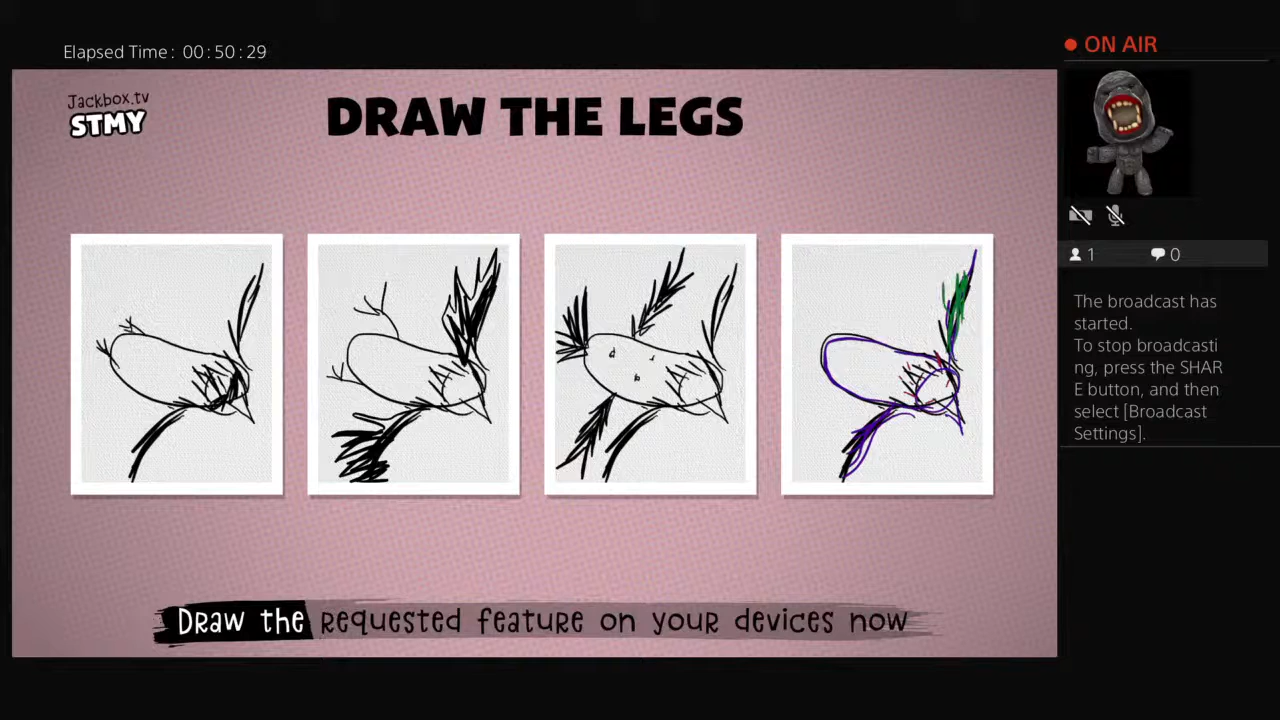 Elapsed Time: 00:50:29
ON AIR
Jackbox.tv
STMY
DRAW THE LEGS
1
0
The broadcast has
started.
To stop broadcasti
ng, press the SHAR
E button, and then
select [Broadcast
Settings].
Draw the requested feature on your devices now